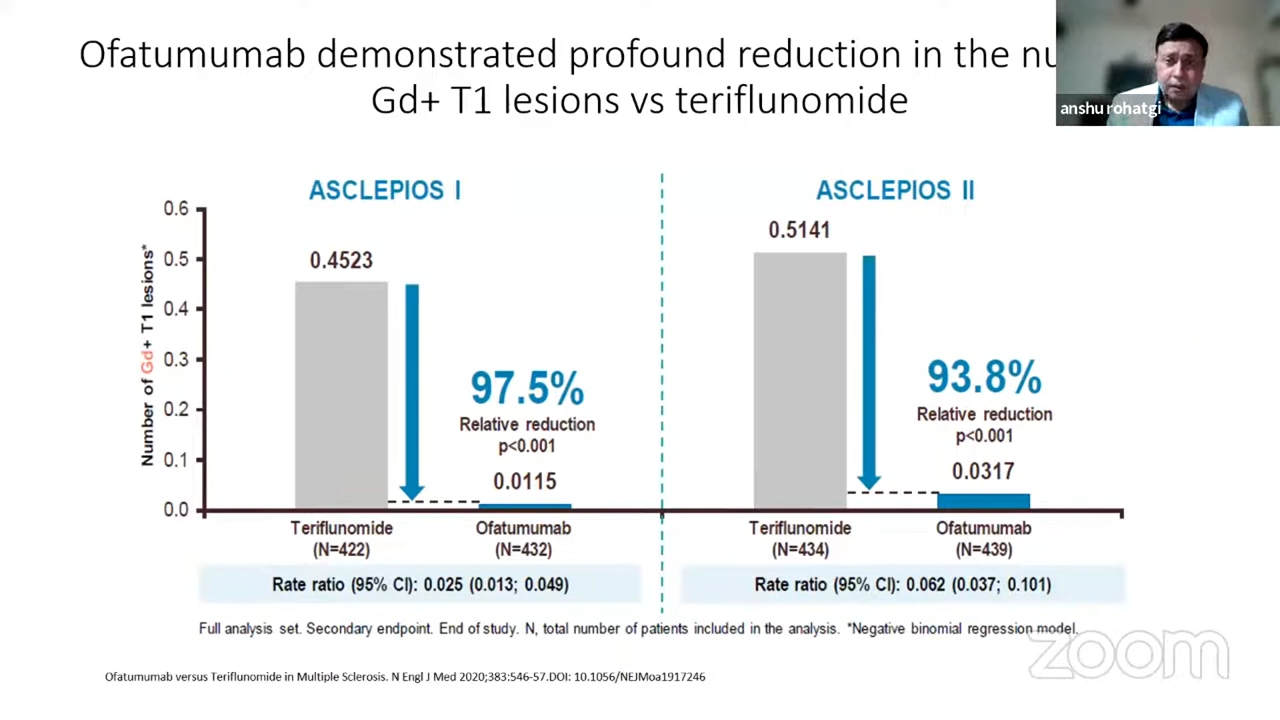 Ofatumumab demonstrated profound reduction in the
Gd+ T1 lesions vs teriflunomide
anshu rohatgi
ASCLEPIOS I
ASCLEPIOS II
Number of Gd+ T1 lesions*
0.6
0.5
0.4
0.3
0.2
0.1
0.0
0.4523
97.5%
Relative reduction
p<0.001
0.0115
0.5141
93.8%
Relative reduction
p<0.001
0.0317
Teriflunomide
(N=422)
Ofatumumab
(N=432)
Teriflunomide
(N=434)
Ofatumumab
(N=439)
Rate ratio (95% CI): 0.025 (0.013; 0.049)
Rate ratio (95% CI): 0.062 (0.037; 0.101)
Full analysis set. Secondary endpoint. End of study. N, total number of patients included in the analysis. *Negative binomial regression model.
zoom
Ofatumumab versus Teriflunomide in Multiple Sclerosis. N Engl J Med 2020;383:546-57.DOI: 10.1056/NEJMoa1917246